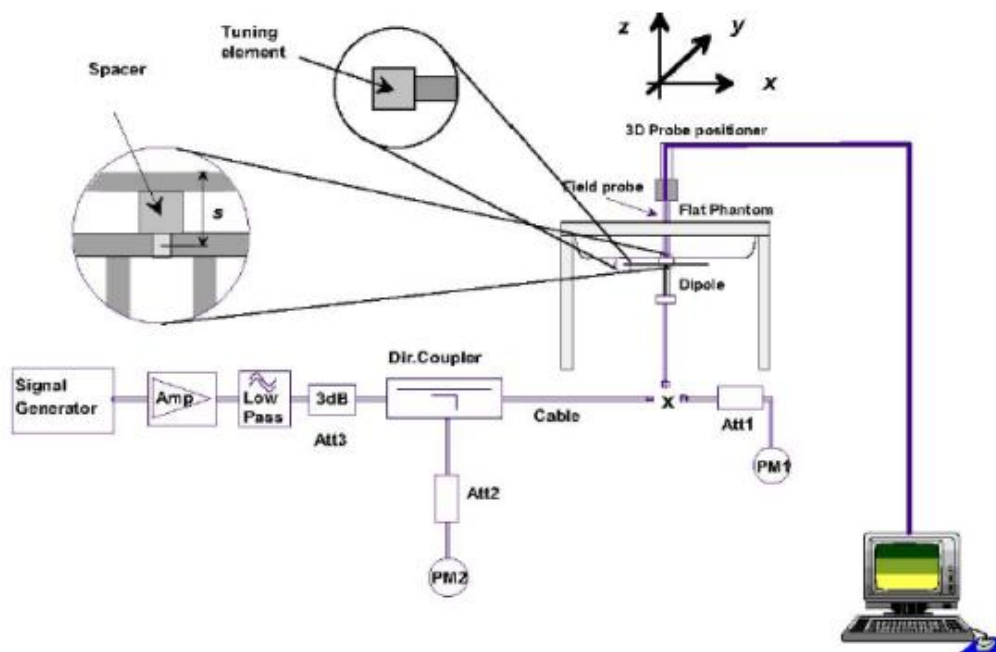 Tuning
element
Spacer
s
z
y
x
3D Probe positioner
Field probe
Flat Phantom
Dipole
Dir.Coupler
Signal
Generator
Amp
Low
Pass
3dB
Att3
Cable
x
Att1
PM1
Att2
PM2